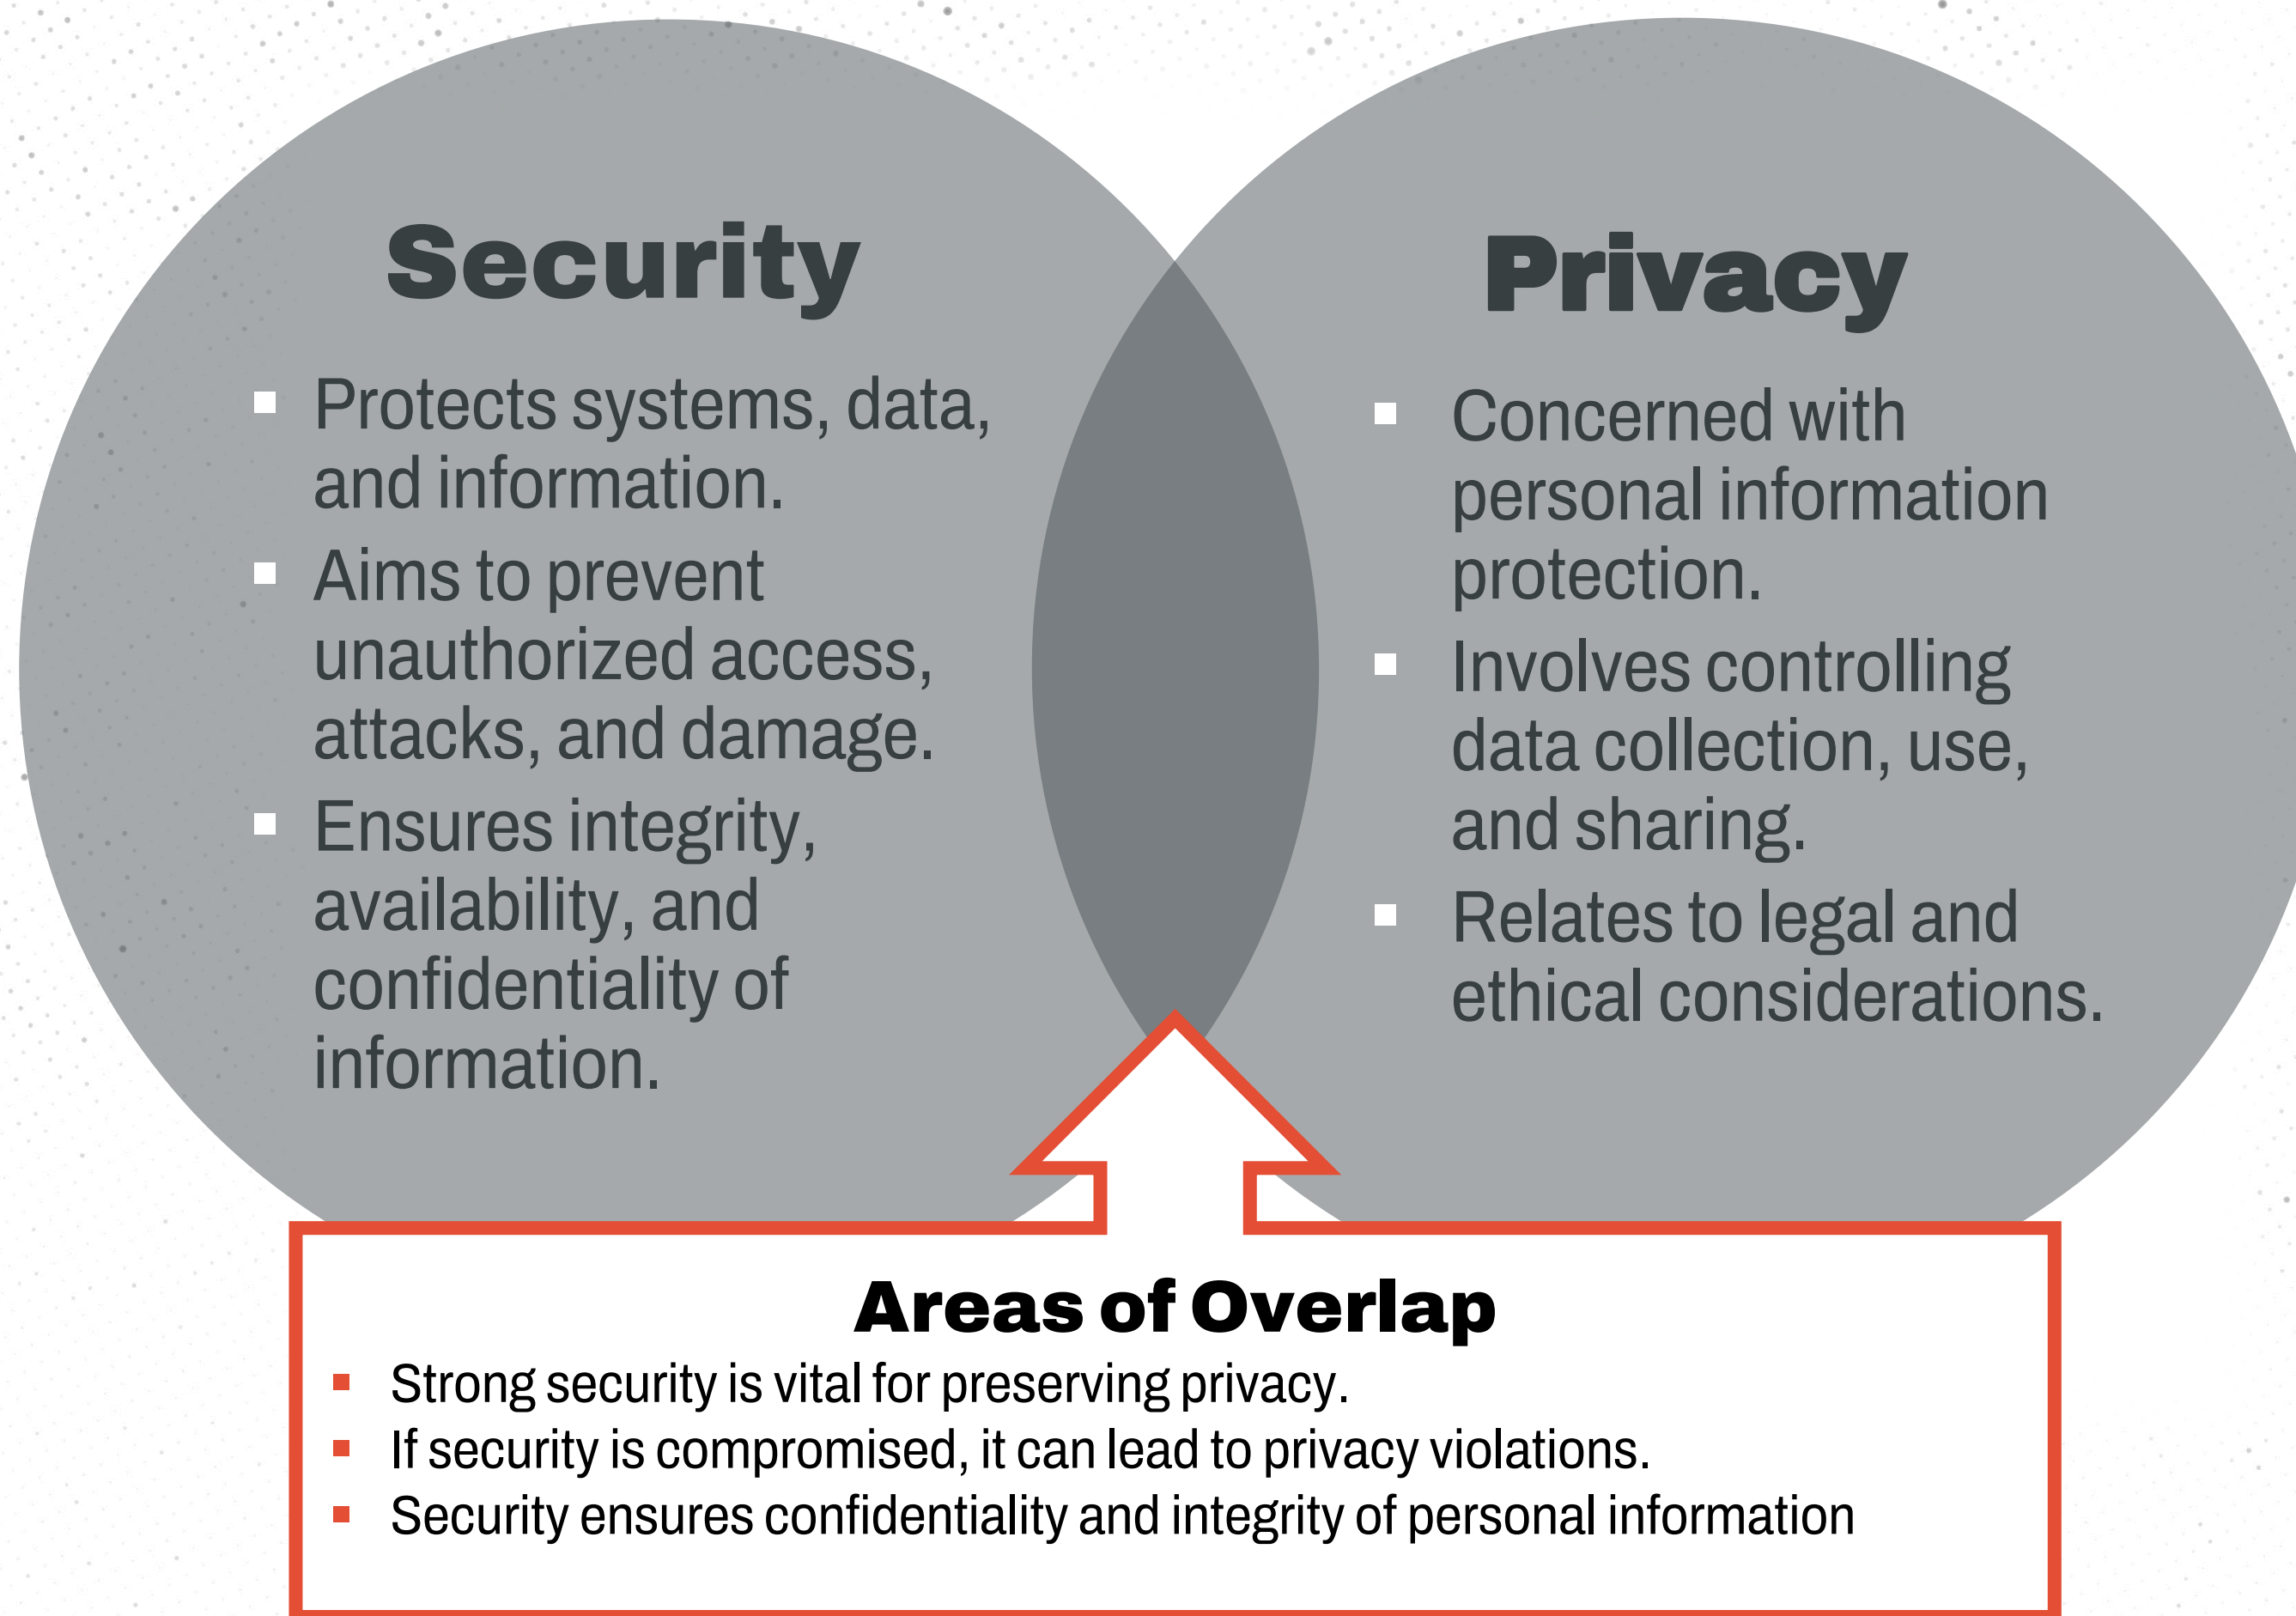 Security
Protects systems, data,
and information.
Aims to prevent
unauthorized access,
attacks, and damage.
Ensures integrity,
availability, and
confidentiality of
information.
Privacy
Concerned with
personal information
protection.
Involves controlling
data collection, use,
and sharing.
Relates to legal and
ethical considerations.
Areas of Overlap
Strong security is vital for preserving privacy.
If security is compromised, it can lead to privacy violations.
Security ensures confidentiality and integrity of personal information